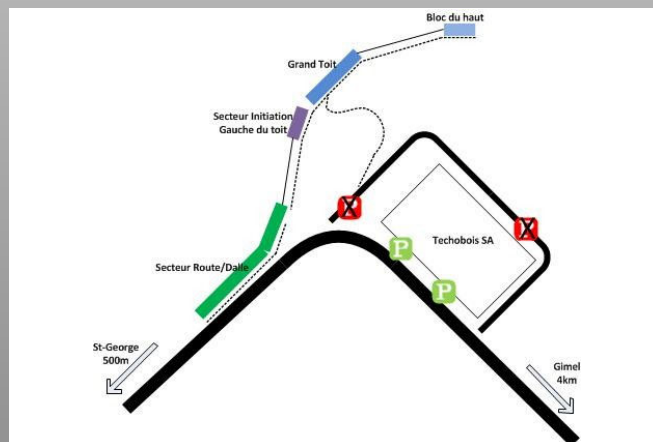 Bloc du haut
Grand Toit
Secteur Initiation
Gauche du toit
X
X
P
Techobois SA
P
Secteur Route/Dalle
St-George
500m
Gimel
4km